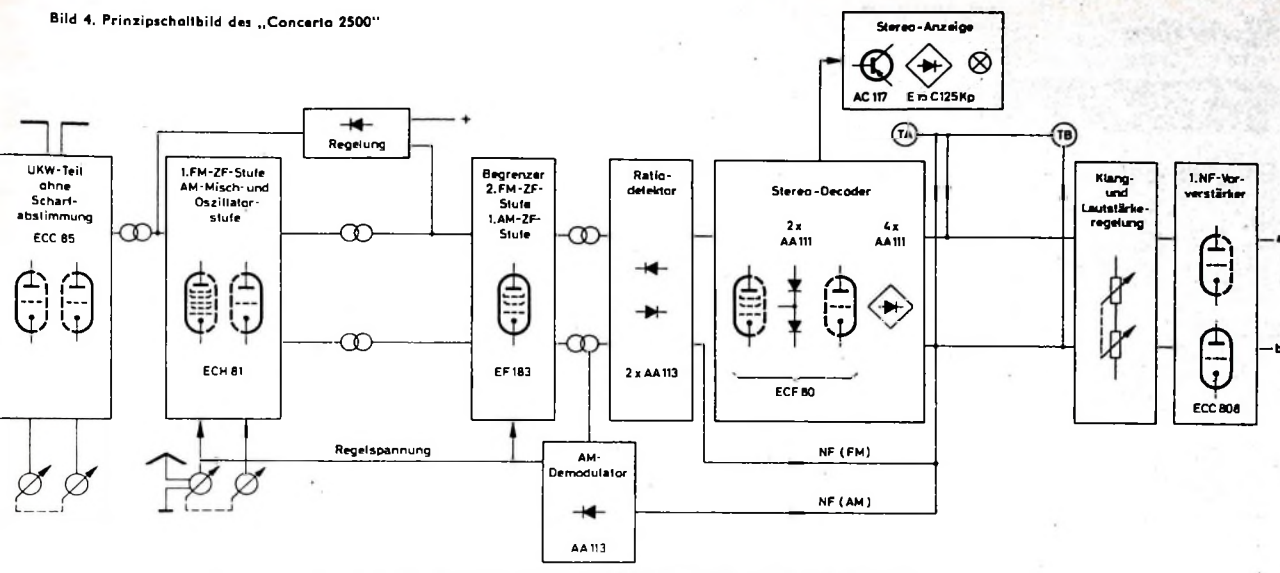 Bild 4. Prinzipschaltbild des „Concerto 2500"
Stereo-Anzeige
AC 117
E C125Kp
TA
TB
Regelung
+
UKW-Teil
ohne
Scharf-
abstimmung
ECC 85
1.FM-ZF-Stufe
AM-Misch- und
Oszillator-
stufe
ECH 81
Begrenzer
2.FM-ZF-
Stufe
1.AM-ZF-
Stufe
EF 183
Ratio-
detektor
2 x AA 113
Stereo-Decoder
2 x
AA 111
4 x
AA 111
ECF 80
Klang-
und
Lautstärke-
regelung
1.NF-Vor-
verstärker
ECC 808
a
b
Regelspannung
AM-
Demodulator
AA 113
NF (FM)
NF (AM)